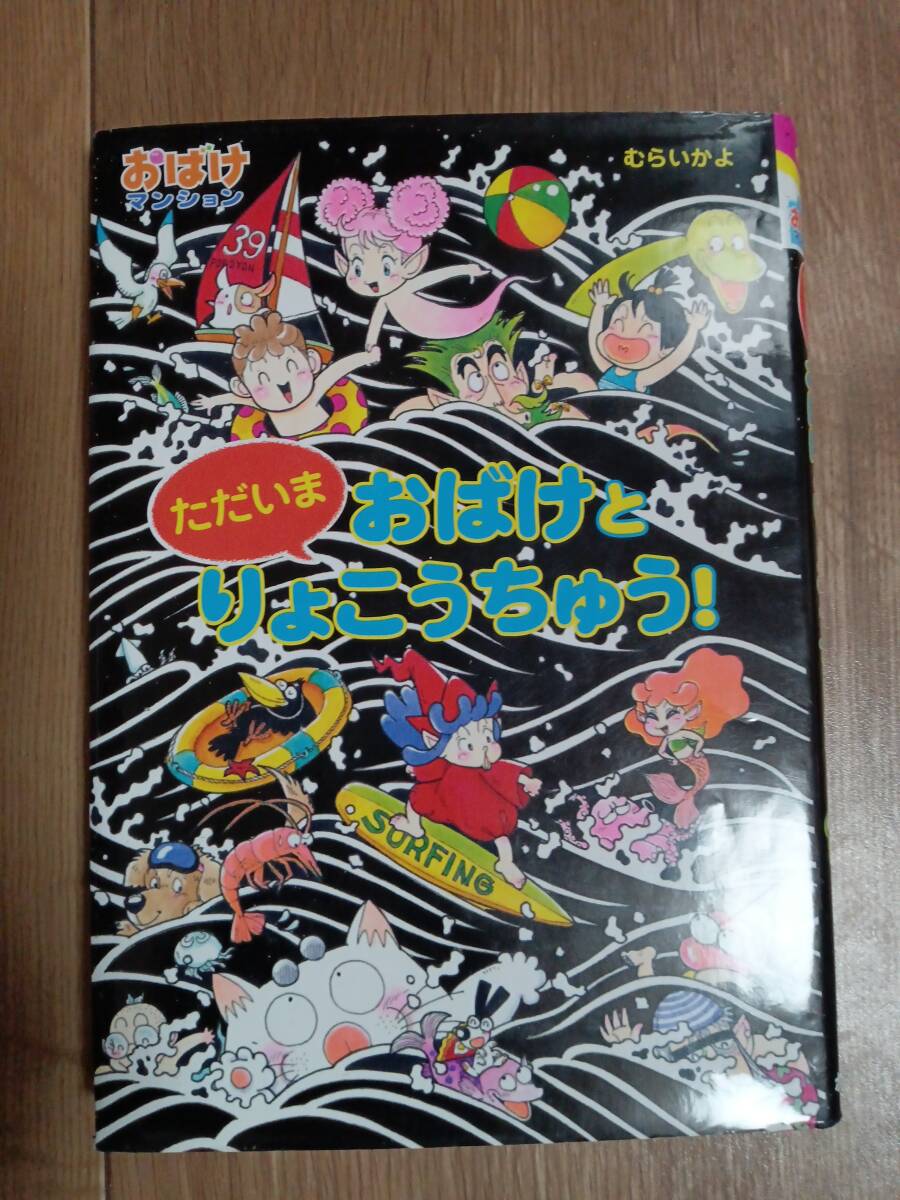 おばけ
マンション
むらいかよ
39
POKOYON
ただいま
おばけと
りょこうちゅう!
SURFING